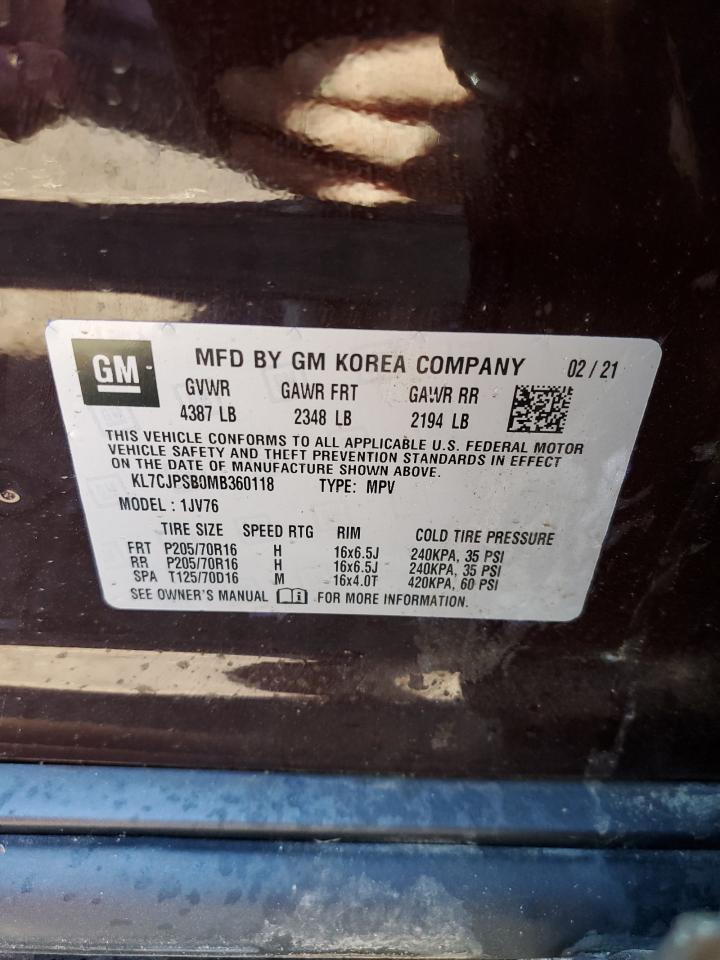 GM MFD BY GM KOREA COMPANY 02/21
GVWR GAWR FRT GAWR RR
4387 LB 2348 LB 2194 LB
THIS VEHICLE CONFORMS TO ALL APPLICABLE U.S. FEDERAL MOTOR
VEHICLE SAFETY AND THEFT PREVENTION STANDARDS IN EFFECT
ON THE DATE OF MANUFACTURE SHOWN ABOVE.
KL7CJPSB0MB360118 TYPE: MPV
MODEL: 1JV76
TIRE SIZE SPEED RTG RIM COLD TIRE PRESSURE
FRT P205/70R16 H 16x6.5J 240KPA, 35 PSI
RR P205/70R16 H 16x6.5J 240KPA, 35 PSI
SPA T125/70D16 M 16x4.0T 420KPA, 60 PSI
SEE OWNER'S MANUAL FOR MORE INFORMATION.